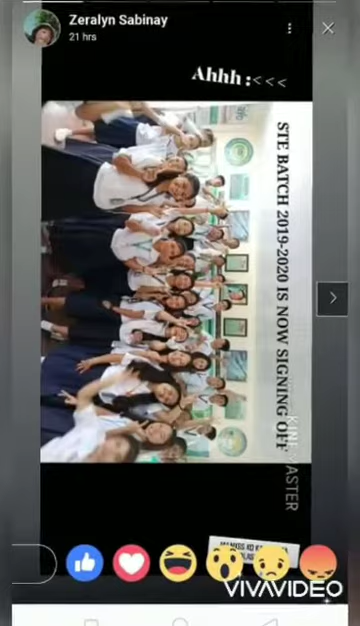 Zeralyn Sabinay
21 hrs
Ahhh :<<<
STE BATCH 2019-2020 IS NOW SIGNING OFF
VIVAVIDEO